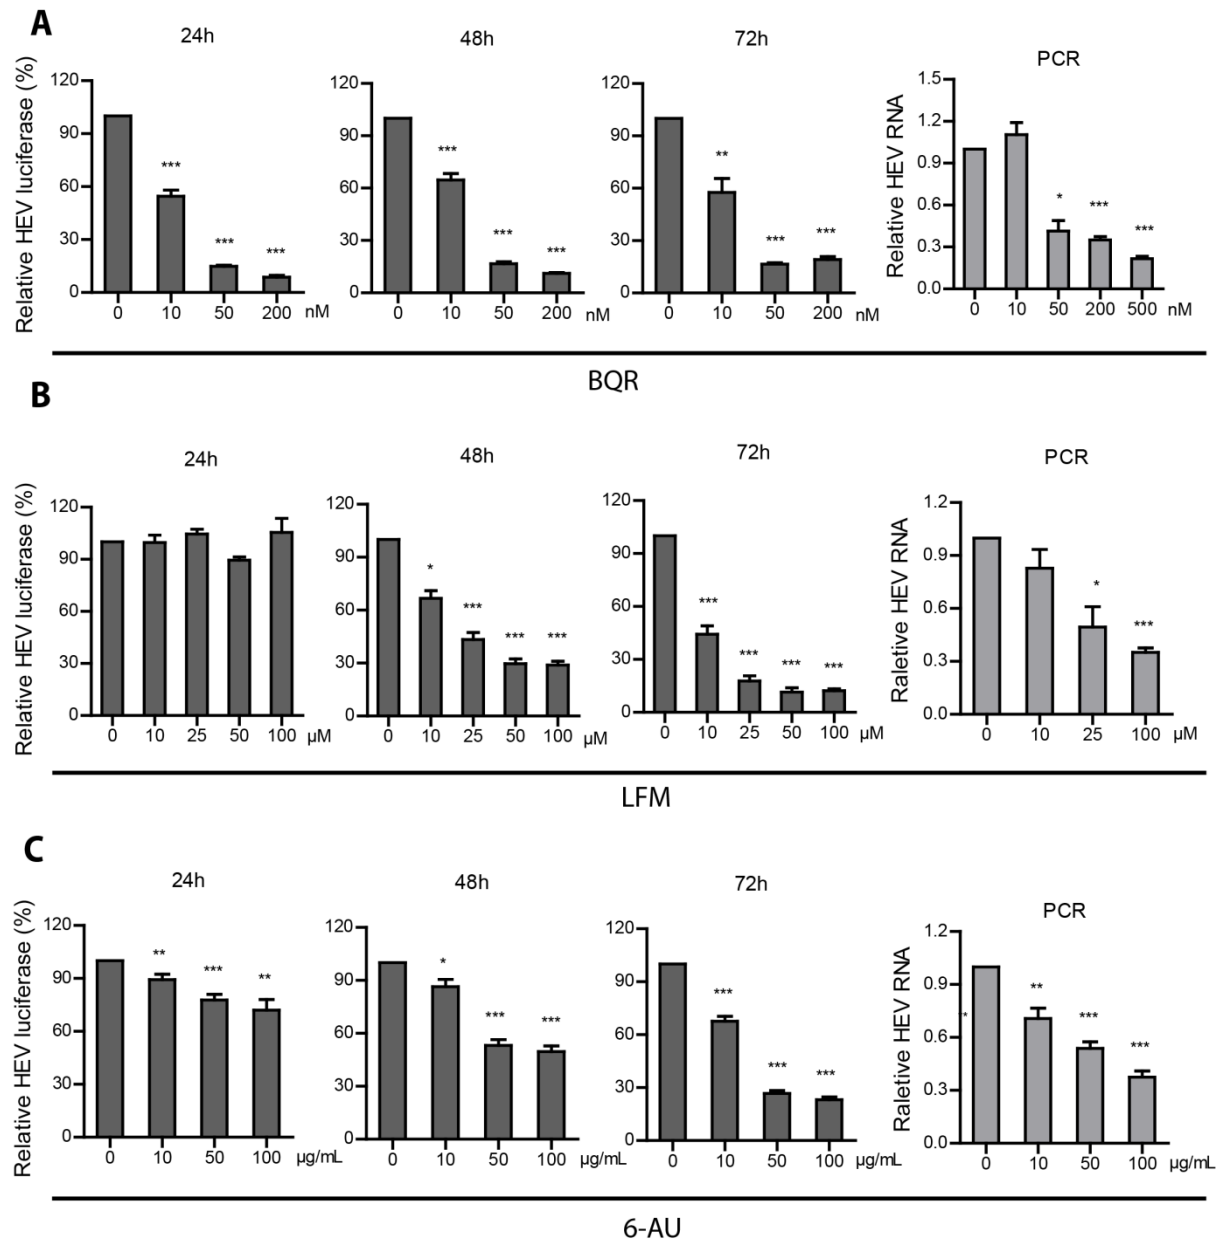 A
24h
48h
72h
PCR
Relative HEV luciferase (%)
120
90
60
30
0
0 10 50 200 nM
120
90
60
30
0
0 10 50 200 nM
120
90
60
30
0
0 10 50 200 nM
Relative HEV RNA
1.5
1.2
0.9
0.6
0.3
0.0
0 10 50 200 500 nM
*** *** ***
*** *** ***
** *** ***
* *** ***
BQR
B
24h
48h
72h
PCR
Relative HEV luciferase (%)
120
90
60
30
0
0 10 25 50 100 µM
120
90
60
30
0
0 10 25 50 100 µM
120
90
60
30
0
0 10 25 50 100 µM
Raletive HEV RNA
1.2
0.9
0.6
0.3
0.0
0 10 25 100 µM
* *** *** ***
*** *** *** ***
* ***
LFM
C
24h
48h
72h
PCR
Relative HEV luciferase (%)
120
90
60
30
0
0 10 50 100 µg/mL
120
90
60
30
0
0 10 50 100 µg/mL
120
90
60
30
0
0 10 50 100 µg/mL
Raletive HEV RNA
1.2
0.9
0.6
0.3
0.0
0 10 50 100 µg/mL
** *** **
* *** ***
*** *** ***
** *** ***
**
6-AU